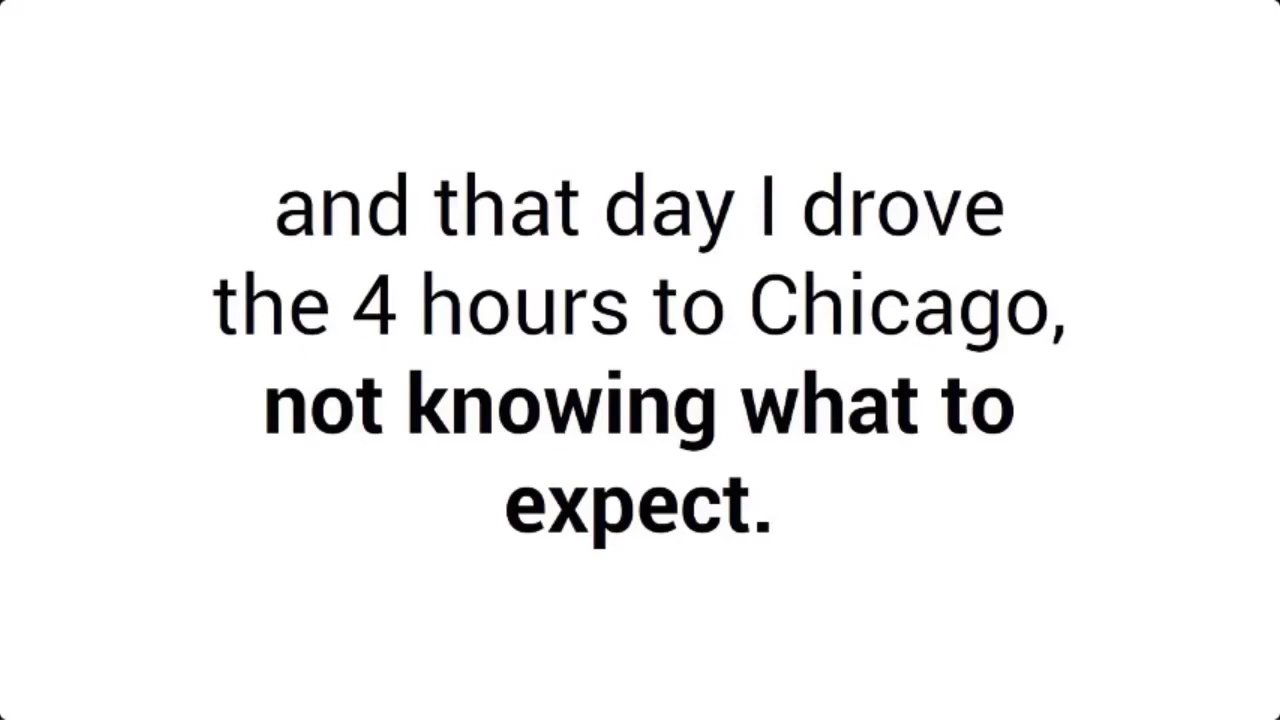 and that day I drove
the 4 hours to Chicago,
not knowing what to
expect.